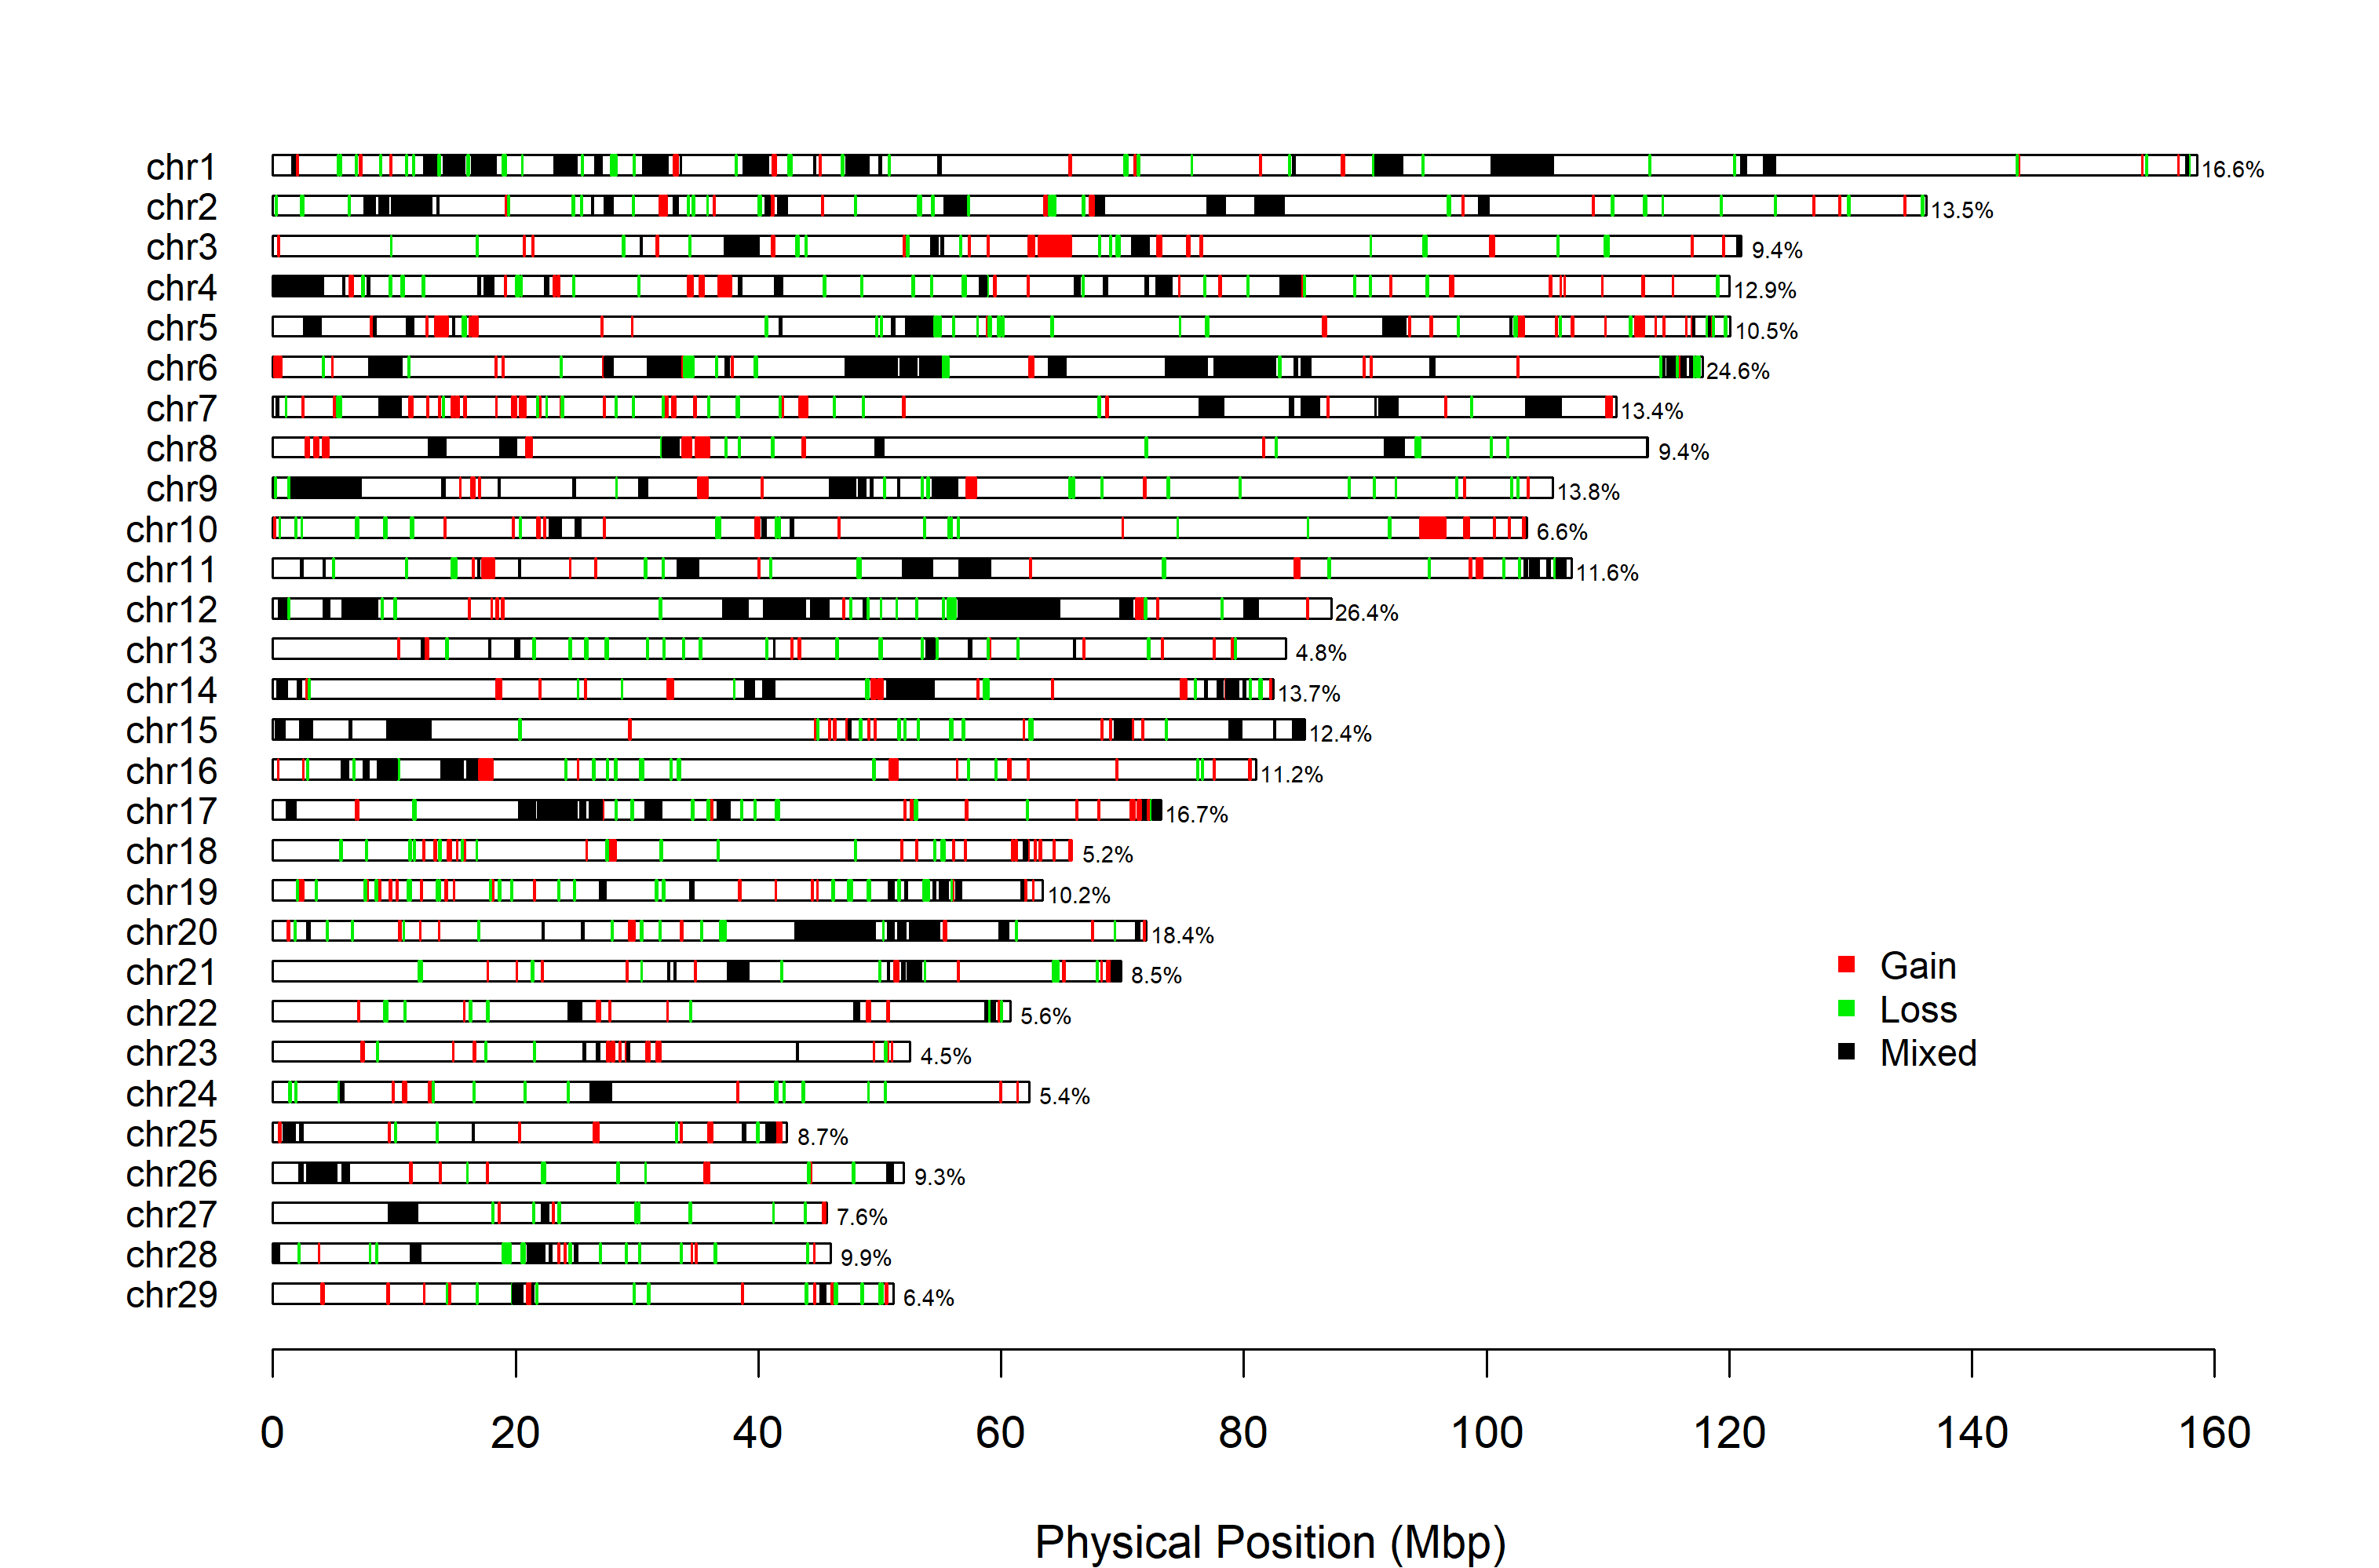 chr1 16.6%
chr2 13.5%
chr3 9.4%
chr4 12.9%
chr5 10.5%
chr6 24.6%
chr7 13.4%
chr8 9.4%
chr9 13.8%
chr10 6.6%
chr11 11.6%
chr12 26.4%
chr13 4.8%
chr14 13.7%
chr15 12.4%
chr16 11.2%
chr17 16.7%
chr18 5.2%
chr19 10.2%
chr20 18.4%
chr21 8.5%
chr22 5.6%
chr23 4.5%
chr24 5.4%
chr25 8.7%
chr26 9.3%
chr27 7.6%
chr28 9.9%
chr29 6.4%
Gain
Loss
Mixed
0 20 40 60 80 100 120 140 160
Physical Position (Mbp)